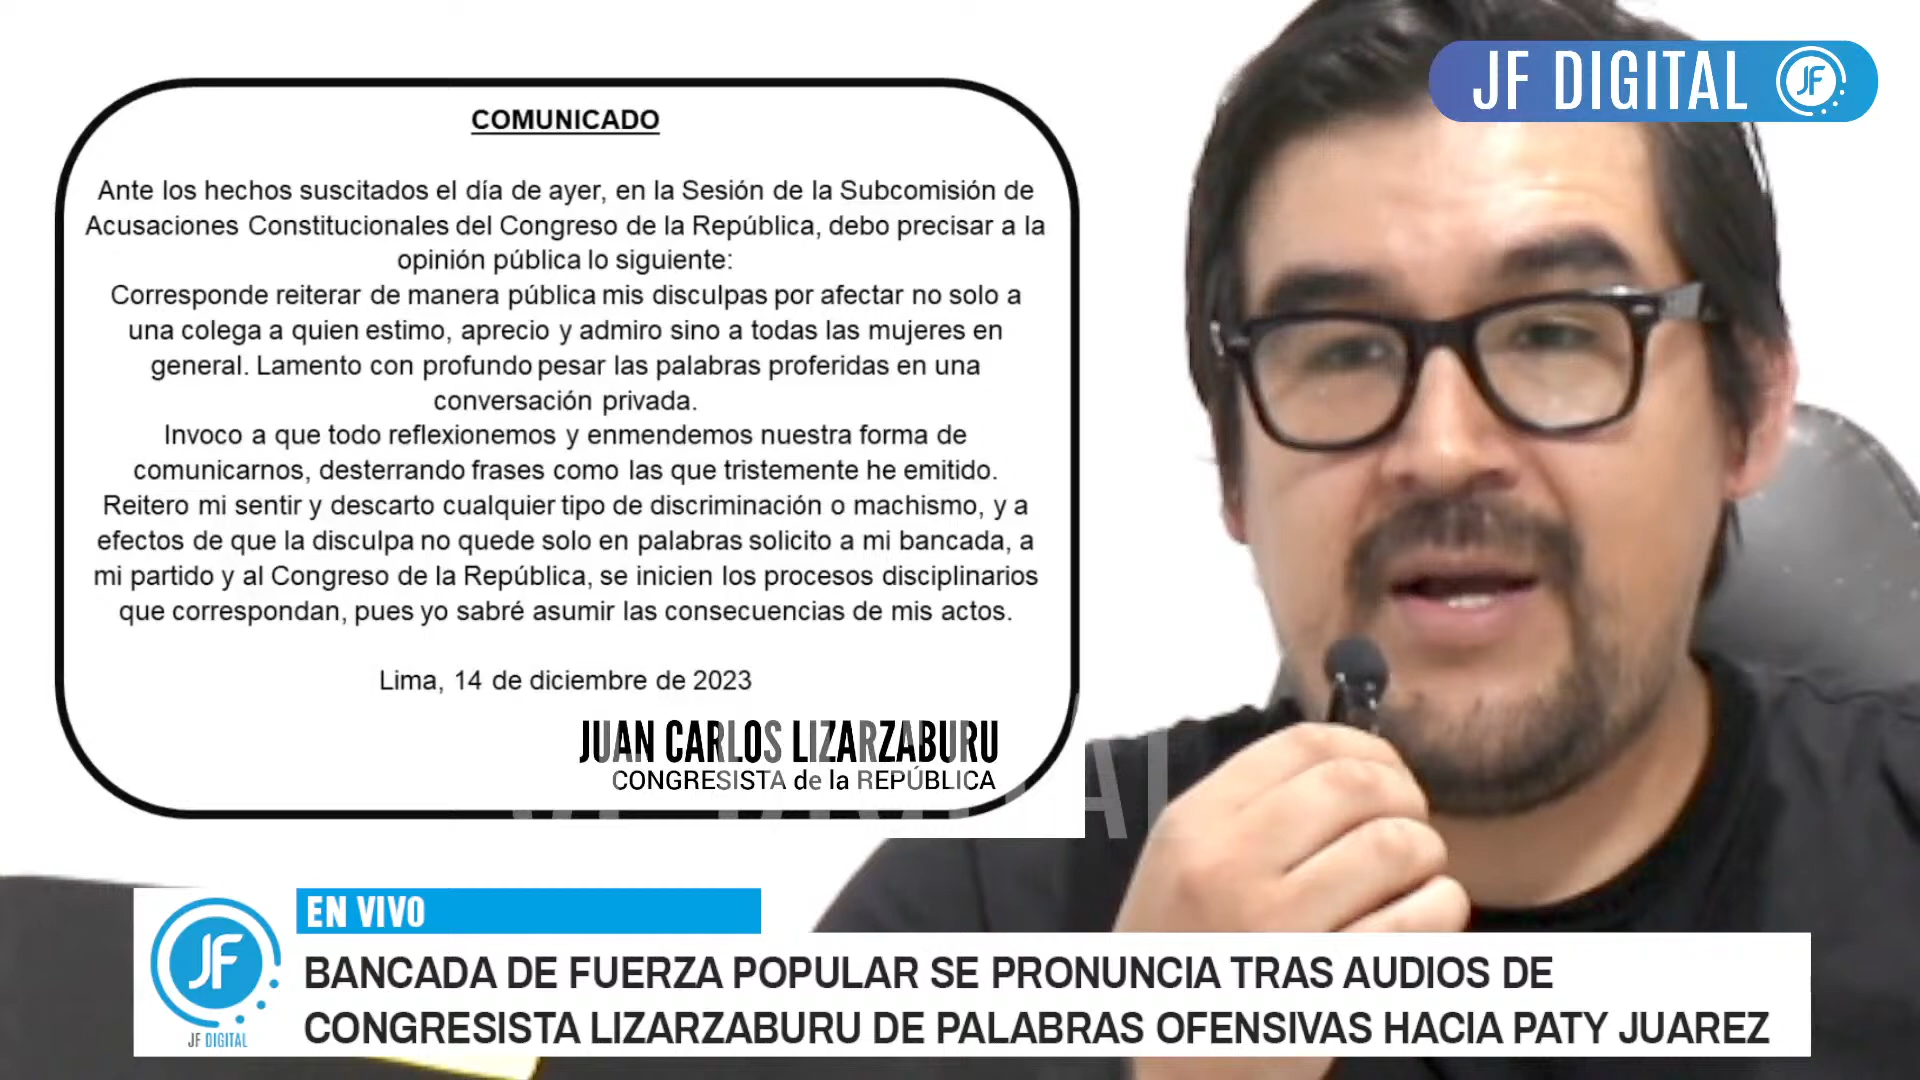 JF DIGITAL JF
COMUNICADO
Ante los hechos suscitados el día de ayer, en la Sesión de la Subcomisión de
Acusaciones Constitucionales del Congreso de la República, debo precisar a la
opinión pública lo siguiente:
Corresponde reiterar de manera pública mis disculpas por afectar no solo a
una colega a quien estimo, aprecio y admiro sino a todas las mujeres en
general. Lamento con profundo pesar las palabras proferidas en una
conversación privada.
Invoco a que todo reflexionemos y enmendemos nuestra forma de
comunicarnos, desterrando frases como las que tristemente he emitido.
Reitero mi sentir y descarto cualquier tipo de discriminación o machismo, y a
efectos de que la disculpa no quede solo en palabras solicito a mi bancada, a
mi partido y al Congreso de la República, se inicien los procesos disciplinarios
que correspondan, pues yo sabré asumir las consecuencias de mis actos.
Lima, 14 de diciembre de 2023
JUAN CARLOS LIZARZABURU
CONGRESISTA de la REPÚBLICA
JF DIGITAL
EN VIVO
JF
JF DIGITAL
BANCADA DE FUERZA POPULAR SE PRONUNCIA TRAS AUDIOS DE
CONGRESISTA LIZARZABURU DE PALABRAS OFENSIVAS HACIA PATY JUAREZ